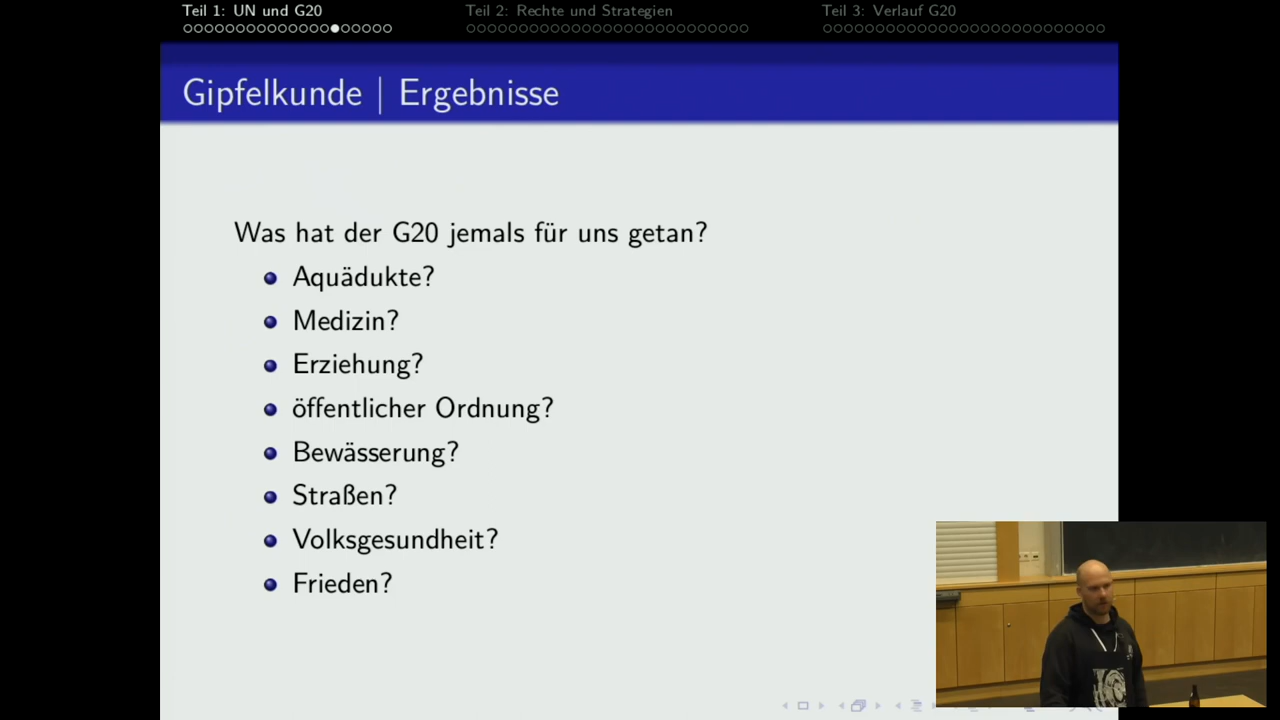 Teil 1: UN und G20
Teil 2: Rechte und Strategien
Teil 3: Verlauf G20
Gipfelkunde | Ergebnisse
Was hat der G20 jemals für uns getan?
Aquädukte?
Medizin?
Erziehung?
öffentlicher Ordnung?
Bewässerung?
Straßen?
Volksgesundheit?
Frieden?